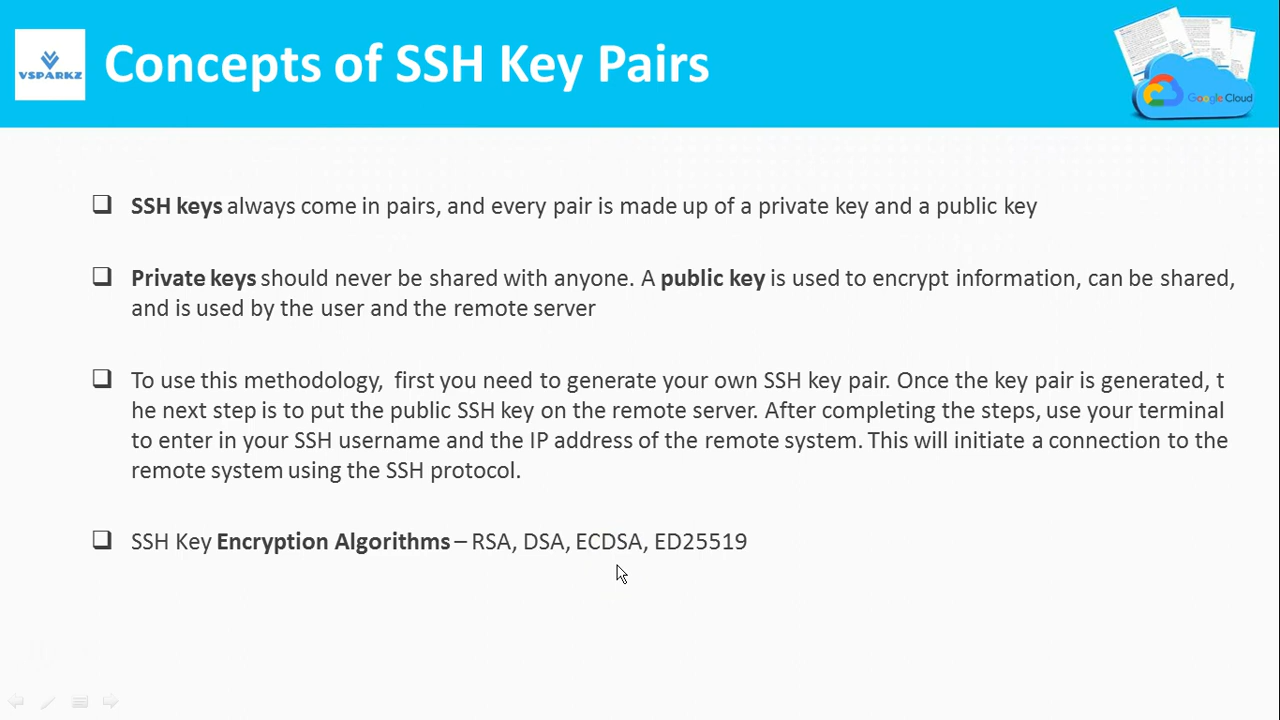 VSPARKZ
Concepts of SSH Key Pairs
Google Cloud
SSH keys always come in pairs, and every pair is made up of a private key and a public key
Private keys should never be shared with anyone. A public key is used to encrypt information, can be shared,
and is used by the user and the remote server
To use this methodology,  first you need to generate your own SSH key pair. Once the key pair is generated, t
he next step is to put the public SSH key on the remote server. After completing the steps, use your terminal
to enter in your SSH username and the IP address of the remote system. This will initiate a connection to the
remote system using the SSH protocol.
SSH Key Encryption Algorithms – RSA, DSA, ECDSA, ED25519